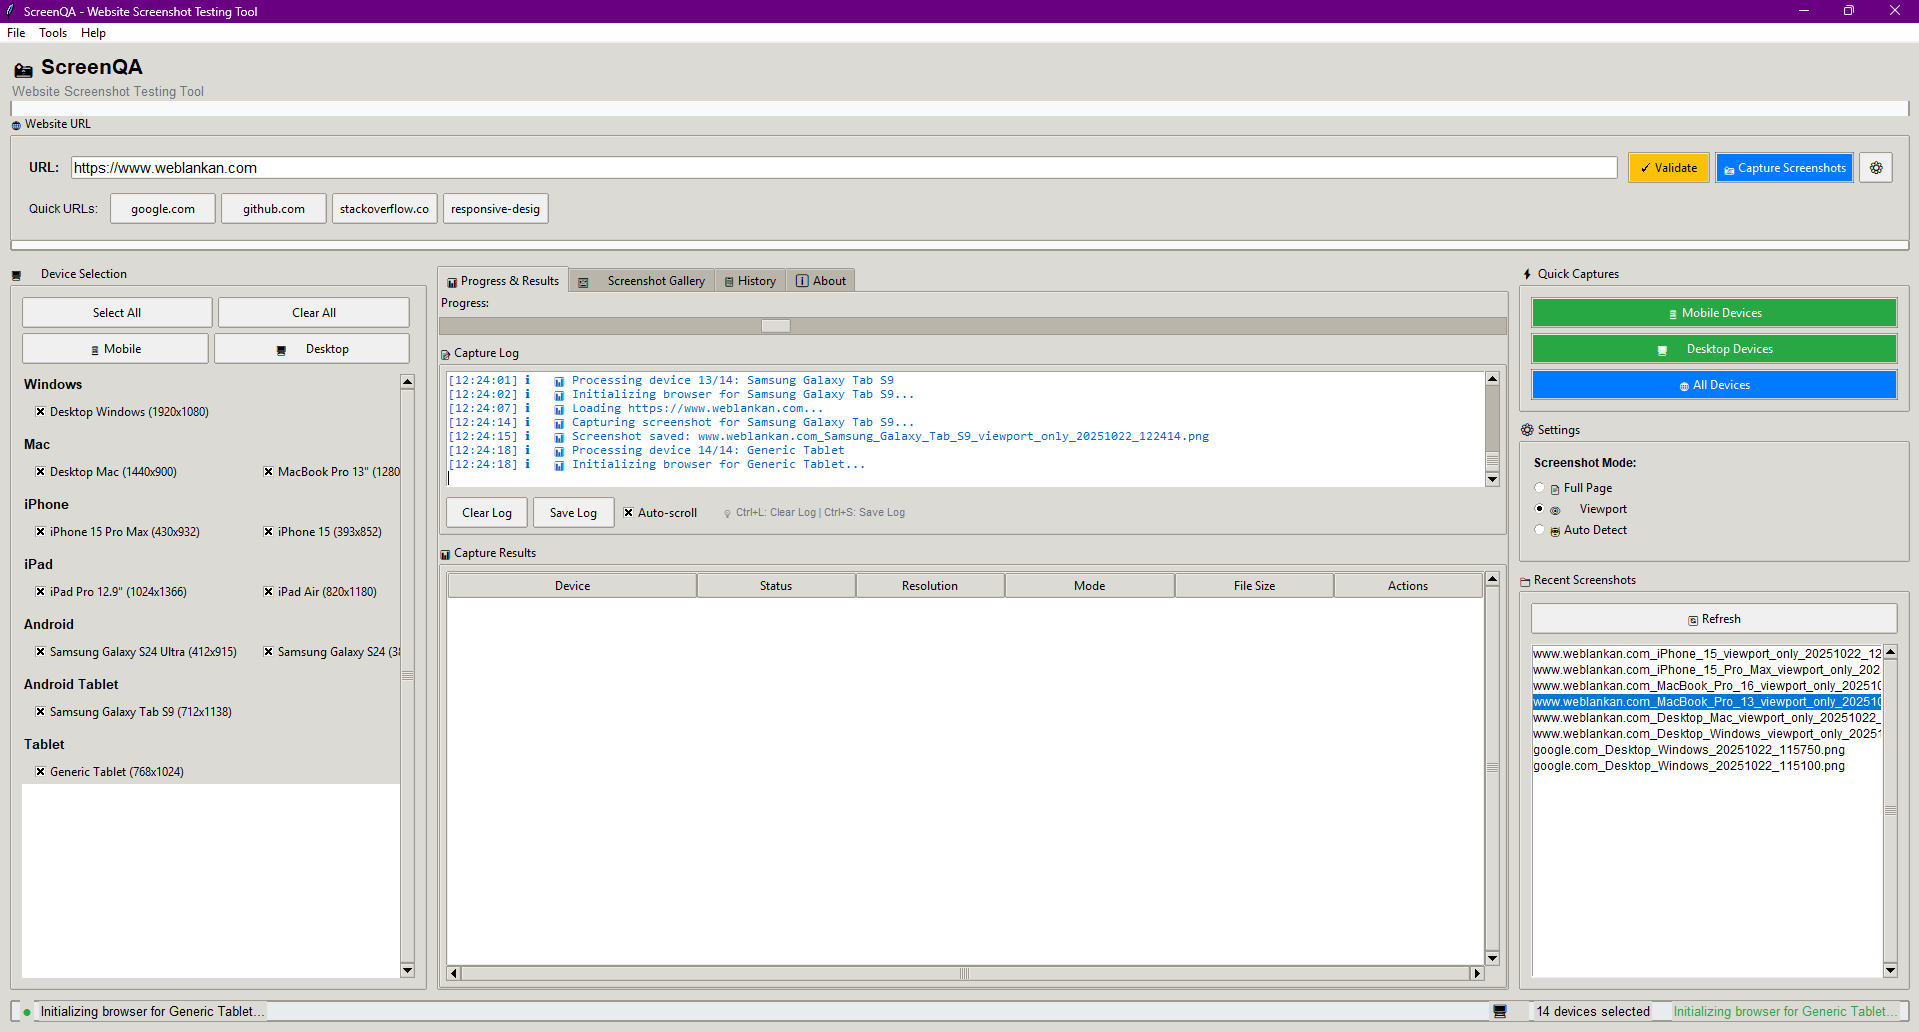 ScreenQA - Website Screenshot Testing Tool
File Tools Help
ScreenQA
Website Screenshot Testing Tool
Website URL
URL: https://www.weblankan.com
✓ Validate
Capture Screenshots
Quick URLs: google.com github.com stackoverflow.co responsive-desig
Device Selection
Select All Clear All
Mobile Desktop
Windows
Desktop Windows (1920x1080)
Mac
Desktop Mac (1440x900) MacBook Pro 13" (1280
iPhone
iPhone 15 Pro Max (430x932) iPhone 15 (393x852)
iPad
iPad Pro 12.9" (1024x1366) iPad Air (820x1180)
Android
Samsung Galaxy S24 Ultra (412x915) Samsung Galaxy S24 (38
Android Tablet
Samsung Galaxy Tab S9 (712x1138)
Tablet
Generic Tablet (768x1024)
Progress & Results Screenshot Gallery History About
Progress:
Capture Log
[12:24:01] ℹ Processing device 13/14: Samsung Galaxy Tab S9
[12:24:02] ℹ Initializing browser for Samsung Galaxy Tab S9...
[12:24:07] ℹ Loading https://www.weblankan.com...
[12:24:14] ℹ Capturing screenshot for Samsung Galaxy Tab S9...
[12:24:15] ℹ Screenshot saved: www.weblankan.com_Samsung_Galaxy_Tab_S9_viewport_only_20251022_122414.png
[12:24:18] ℹ Processing device 14/14: Generic Tablet
[12:24:18] ℹ Initializing browser for Generic Tablet...
Clear Log Save Log Auto-scroll Ctrl+L: Clear Log | Ctrl+S: Save Log
Capture Results
Device Status Resolution Mode File Size Actions
Quick Captures
Mobile Devices
Desktop Devices
All Devices
Settings
Screenshot Mode:
Full Page
Viewport
Auto Detect
Recent Screenshots
Refresh
www.weblankan.com_iPhone_15_viewport_only_20251022_12
www.weblankan.com_iPhone_15_Pro_Max_viewport_only_202
www.weblankan.com_MacBook_Pro_16_viewport_only_202510
www.weblankan.com_MacBook_Pro_13_viewport_only_202510
www.weblankan.com_Desktop_Mac_viewport_only_20251022_
www.weblankan.com_Desktop_Windows_viewport_only_20251
google.com_Desktop_Windows_20251022_115750.png
google.com_Desktop_Windows_20251022_115100.png
Initializing browser for Generic Tablet...
14 devices selected
Initializing browser for Generic Tablet...